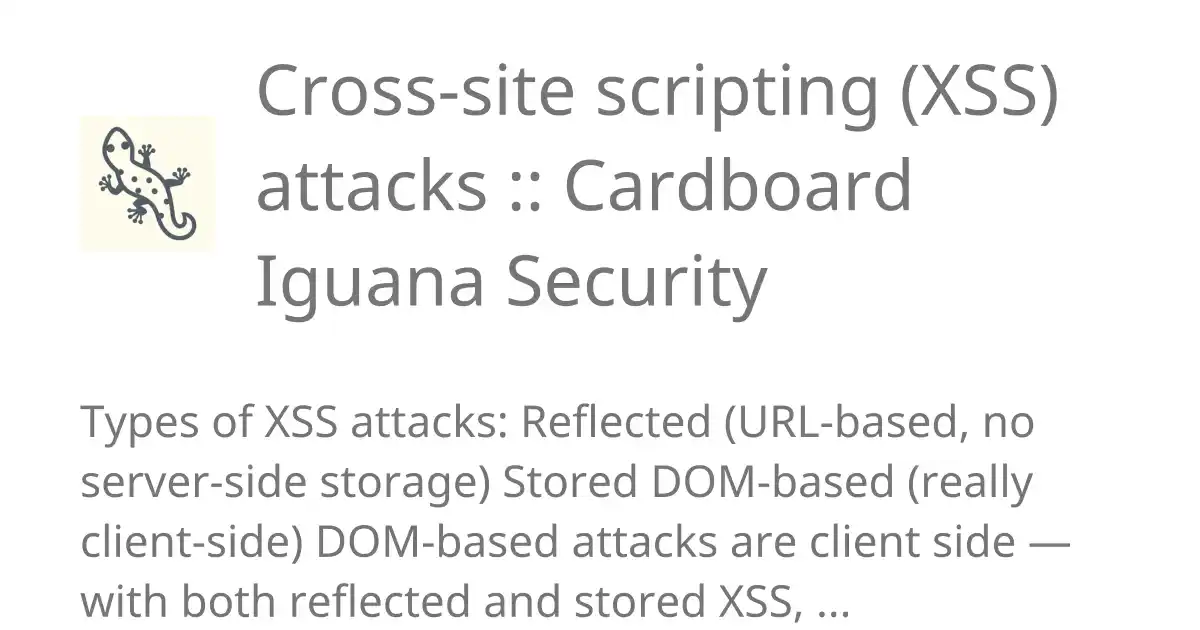 Cross-site scripting (XSS)
attacks :: Cardboard
Iguana Security
Types of XSS attacks: Reflected (URL-based, no
server-side storage) Stored DOM-based (really
client-side) DOM-based attacks are client side —
with both reflected and stored XSS, ...